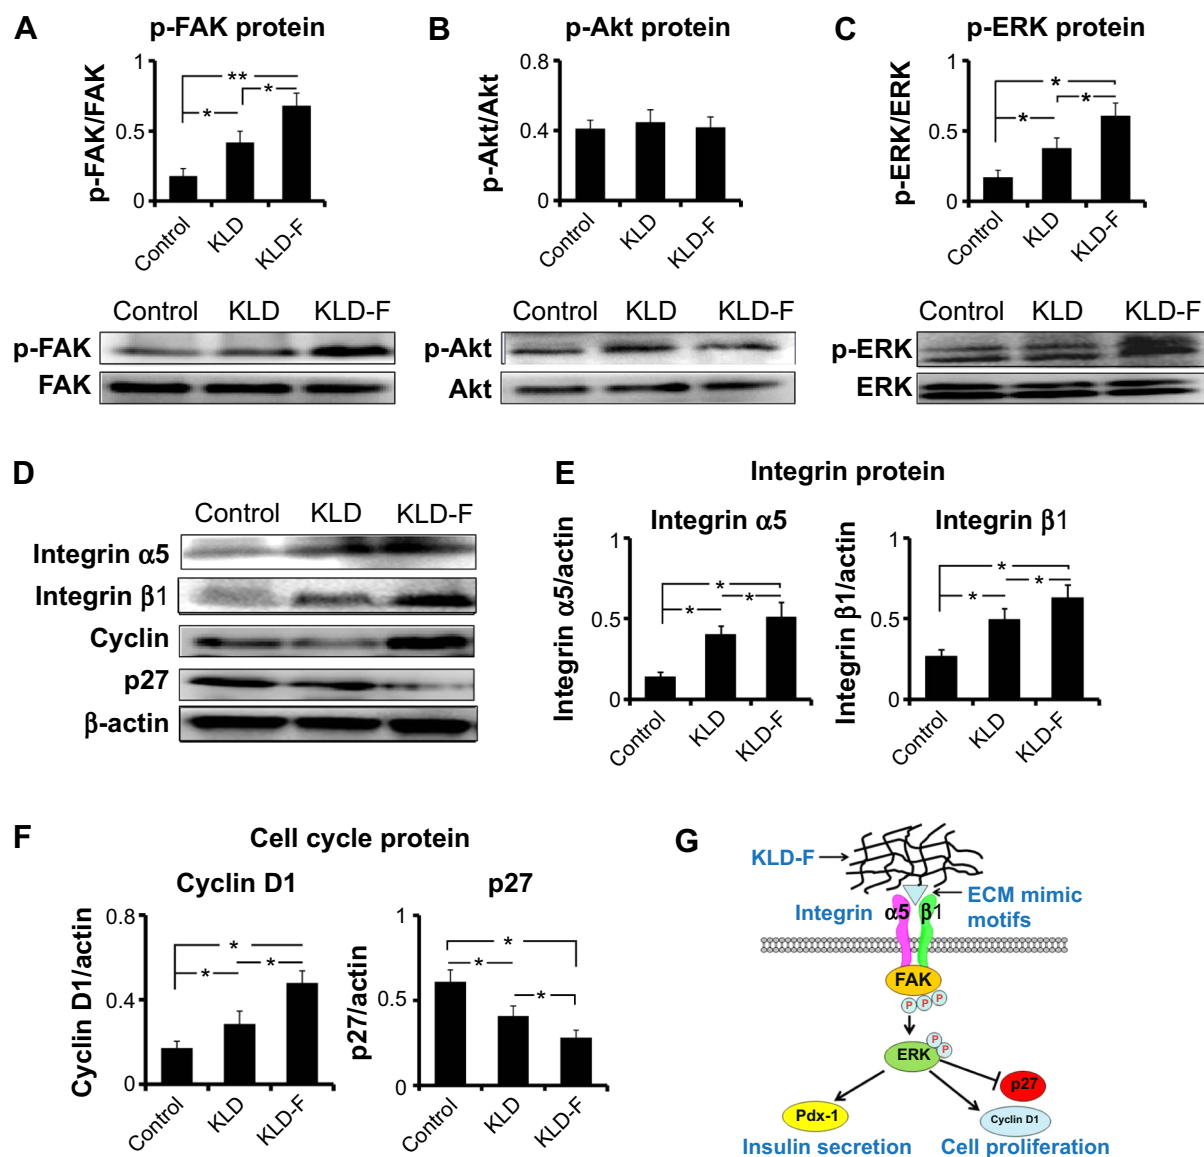 A p-FAK protein
p-FAK/FAK
1
0.5
0
**
*
*
Control
KLD
KLD-F
Control KLD KLD-F
p-FAK
FAK
B p-Akt protein
p-Akt/Akt
0.8
0.4
0
Control
KLD
KLD-F
Control KLD KLD-F
p-Akt
Akt
C p-ERK protein
p-ERK/ERK
1
0.5
0
*
*
*
Control
KLD
KLD-F
Control KLD KLD-F
p-ERK
ERK
D
Control KLD KLD-F
Integrin α5
Integrin β1
Cyclin
p27
β-actin
E Integrin protein
Integrin α5
Integrin α5/actin
1
0.5
0
*
*
*
Control
KLD
KLD-F
Integrin β1
Integrin β1/actin
1
0.5
0
*
*
*
Control
KLD
KLD-F
F Cell cycle protein
Cyclin D1
Cyclin D1/actin
0.8
0.4
0
*
*
*
Control
KLD
KLD-F
p27
p27/actin
1
0.5
0
*
*
*
Control
KLD
KLD-F
G
KLD-F
ECM mimic
motifs
Integrin α5 β1
FAK
P P P
P
P
ERK
p27
Pdx-1
Cyclin D1
Insulin secretion
Cell proliferation